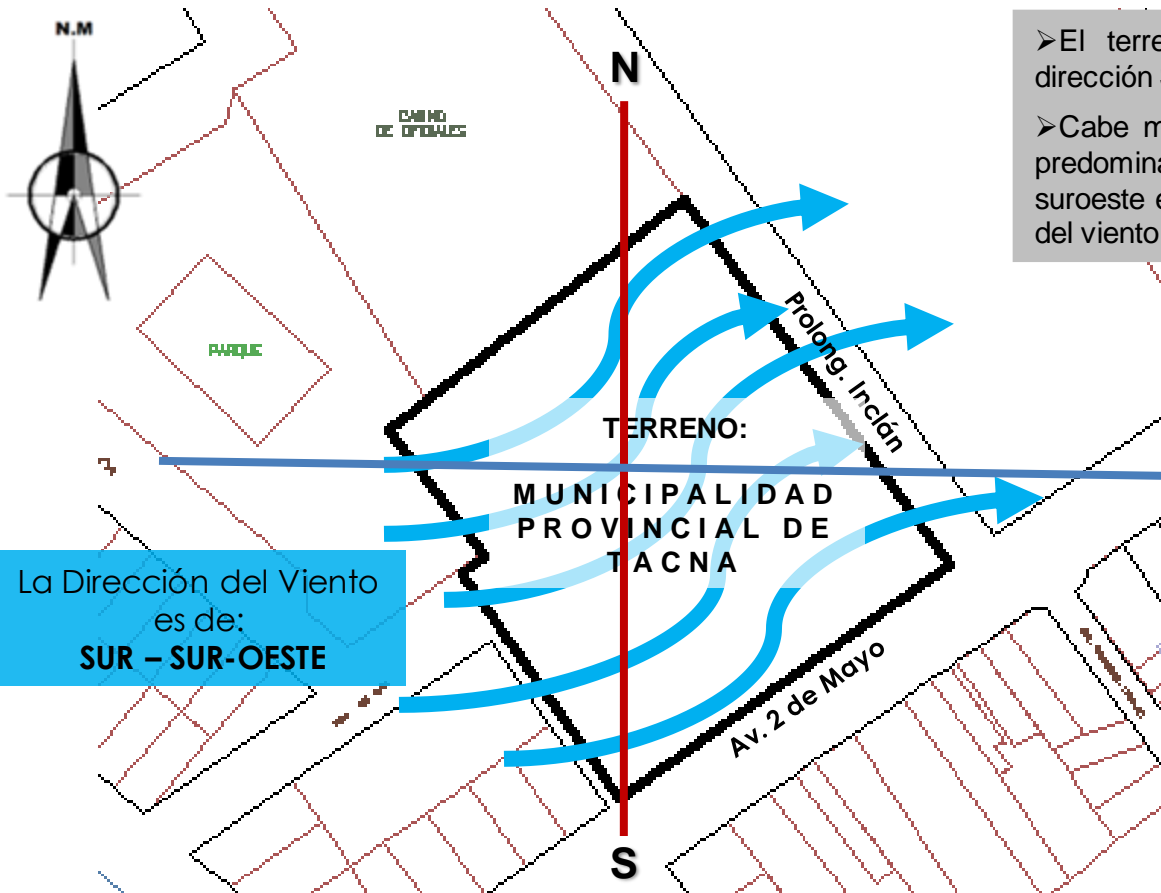 N.M
N
CASINO
DE OFICIALES
➢El terre
dirección
➢Cabe m
predomina
suroeste e
del viento
PARQUE
Prolong. Inclán
TERRENO:
MUNICIPALIDAD
PROVINCIAL DE
TACNA
La Dirección del Viento
es de:
SUR – SUR-OESTE
Av. 2 de Mayo
S